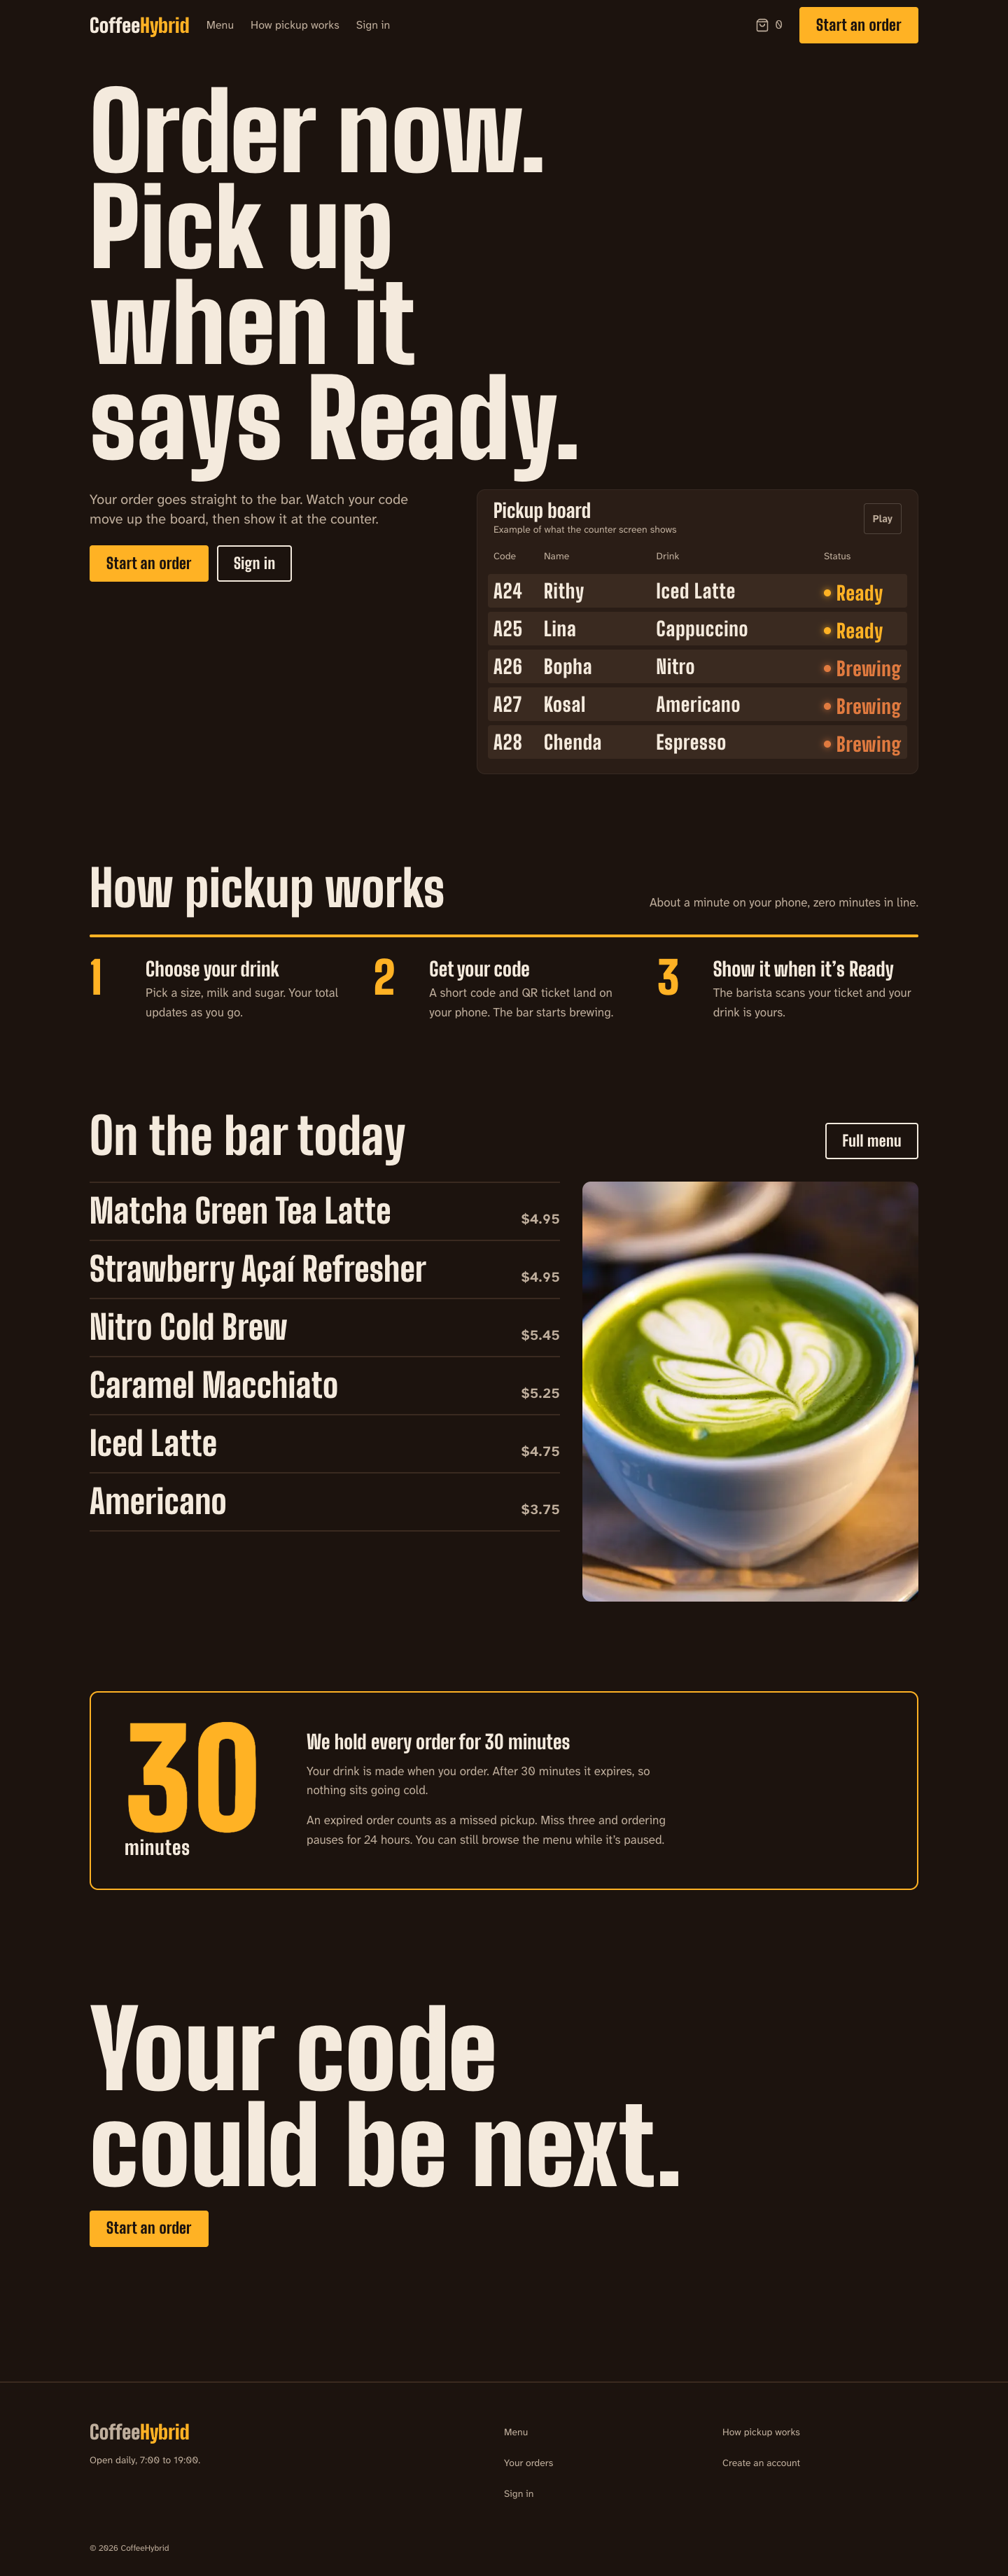 CoffeeHybrid Menu How pickup works Sign in 0 Start an order
Order now.
Pick up
when it
says Ready.
Your order goes straight to the bar. Watch your code
move up the board, then show it at the counter.
Start an order Sign in
Pickup board
Example of what the counter screen shows
Play
Code Name Drink Status
A24 Rithy Iced Latte Ready
A25 Lina Cappuccino Ready
A26 Bopha Nitro Brewing
A27 Kosal Americano Brewing
A28 Chenda Espresso Brewing
How pickup works
About a minute on your phone, zero minutes in line.
1 Choose your drink
Pick a size, milk and sugar. Your total
updates as you go.
2 Get your code
A short code and QR ticket land on
your phone. The bar starts brewing.
3 Show it when it’s Ready
The barista scans your ticket and your
drink is yours.
On the bar today
Full menu
Matcha Green Tea Latte $4.95
Strawberry Açaí Refresher $4.95
Nitro Cold Brew $5.45
Caramel Macchiato $5.25
Iced Latte $4.75
Americano $3.75
30
minutes
We hold every order for 30 minutes
Your drink is made when you order. After 30 minutes it expires, so
nothing sits going cold.
An expired order counts as a missed pickup. Miss three and ordering
pauses for 24 hours. You can still browse the menu while it’s paused.
Your code
could be next.
Start an order
CoffeeHybrid
Open daily, 7:00 to 19:00.
Menu
Your orders
Sign in
How pickup works
Create an account
© 2026 CoffeeHybrid